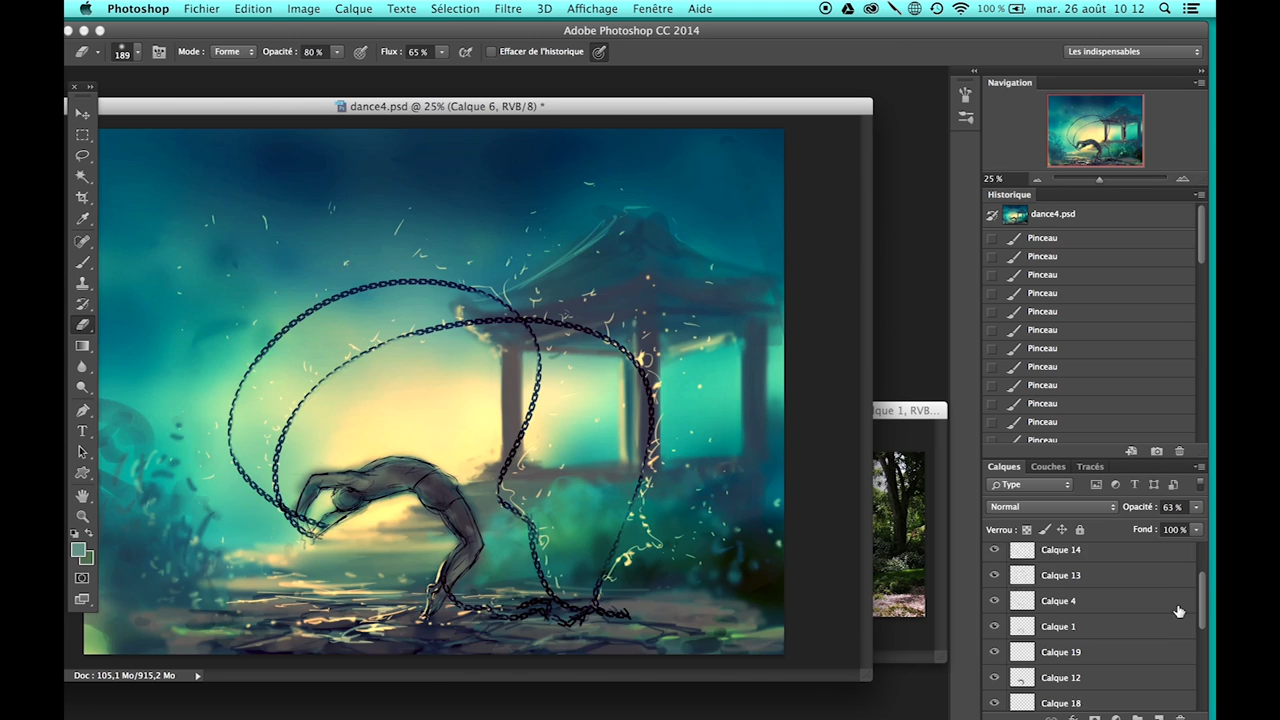 Photoshop Fichier Edition Image Calque Texte Sélection Filtre 3D Affichage Fenêtre Aide 100 % mar. 26 août 10 12
Adobe Photoshop CC 2014
189 Mode : Forme Opacité : 80 % Flux : 65 % Effacer de l'historique Les indispensables
dance4.psd @ 25% (Calque 6, RVB/8) *
Navigation
25 %
Historique
dance4.psd
Pinceau
Pinceau
Pinceau
Pinceau
Pinceau
Pinceau
Pinceau
Pinceau
Pinceau
Pinceau
Pinceau
Pinceau
que 1, RVB...
Calques Couches Tracés
Type
Normal Opacité : 63 %
Verrou : Fond : 100 %
Calque 14
Calque 13
Calque 4
Calque 1
Calque 19
Calque 12
Calque 18
Doc : 105,1 Mo/915,2 Mo